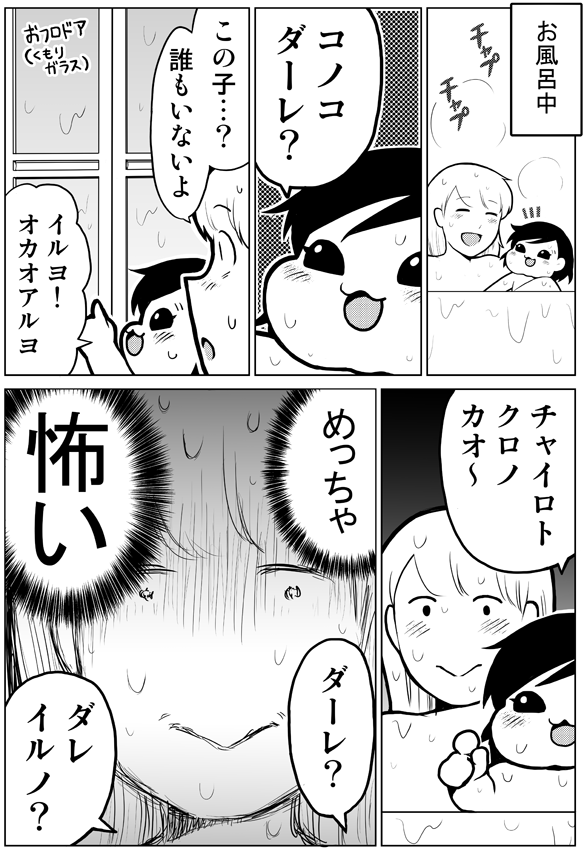 お風呂中
チャプ
チャプ
コノコ
ダーレ？
この子…？
誰もいないよ
おフロドア
（くもり
ガラス）
イルヨ！
オカオアルヨ
チャイロト
クロノ
カオ～
めっちゃ
怖い
ダーレ？
ダレ
イルノ？